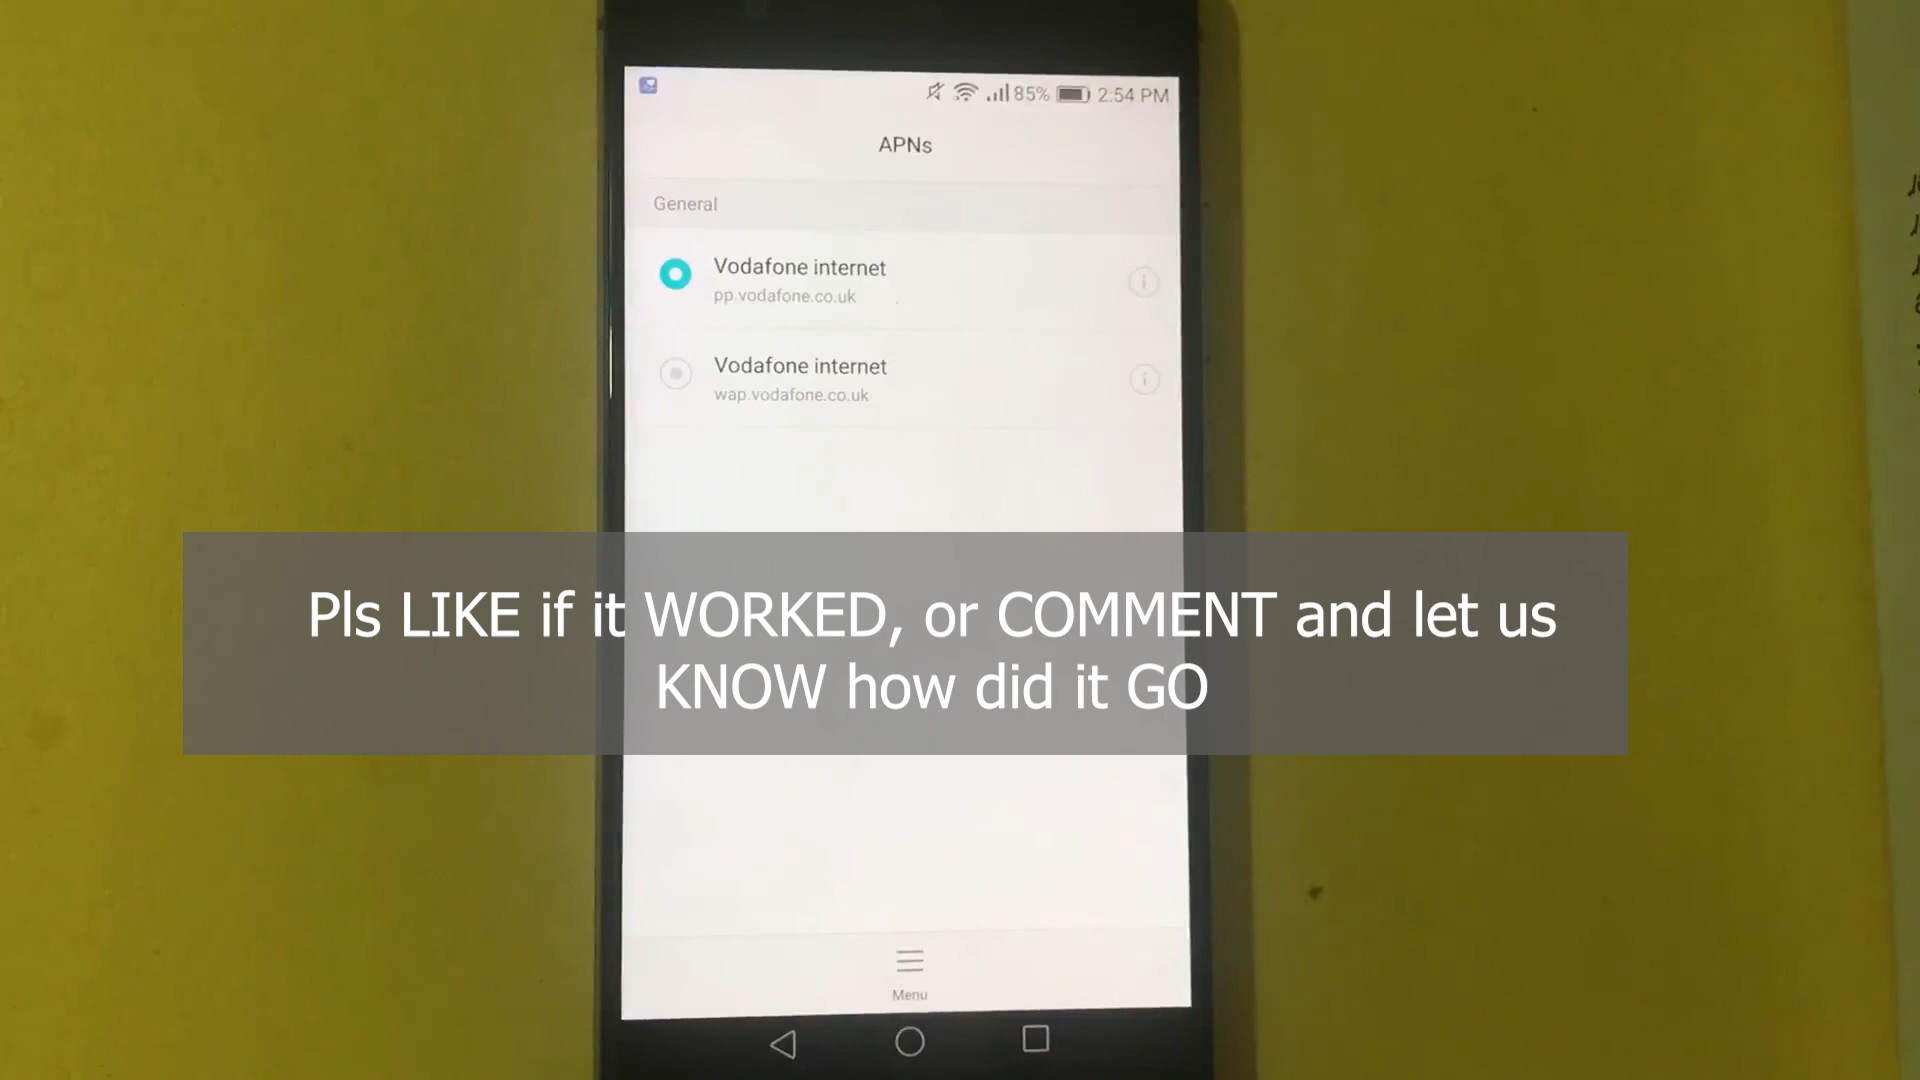 85% 2:54 PM
APNs
General
Vodafone internet
pp.vodafone.co.uk
Vodafone internet
wap.vodafone.co.uk
Pls LIKE if it WORKED, or COMMENT and let us
KNOW how did it GO
Menu